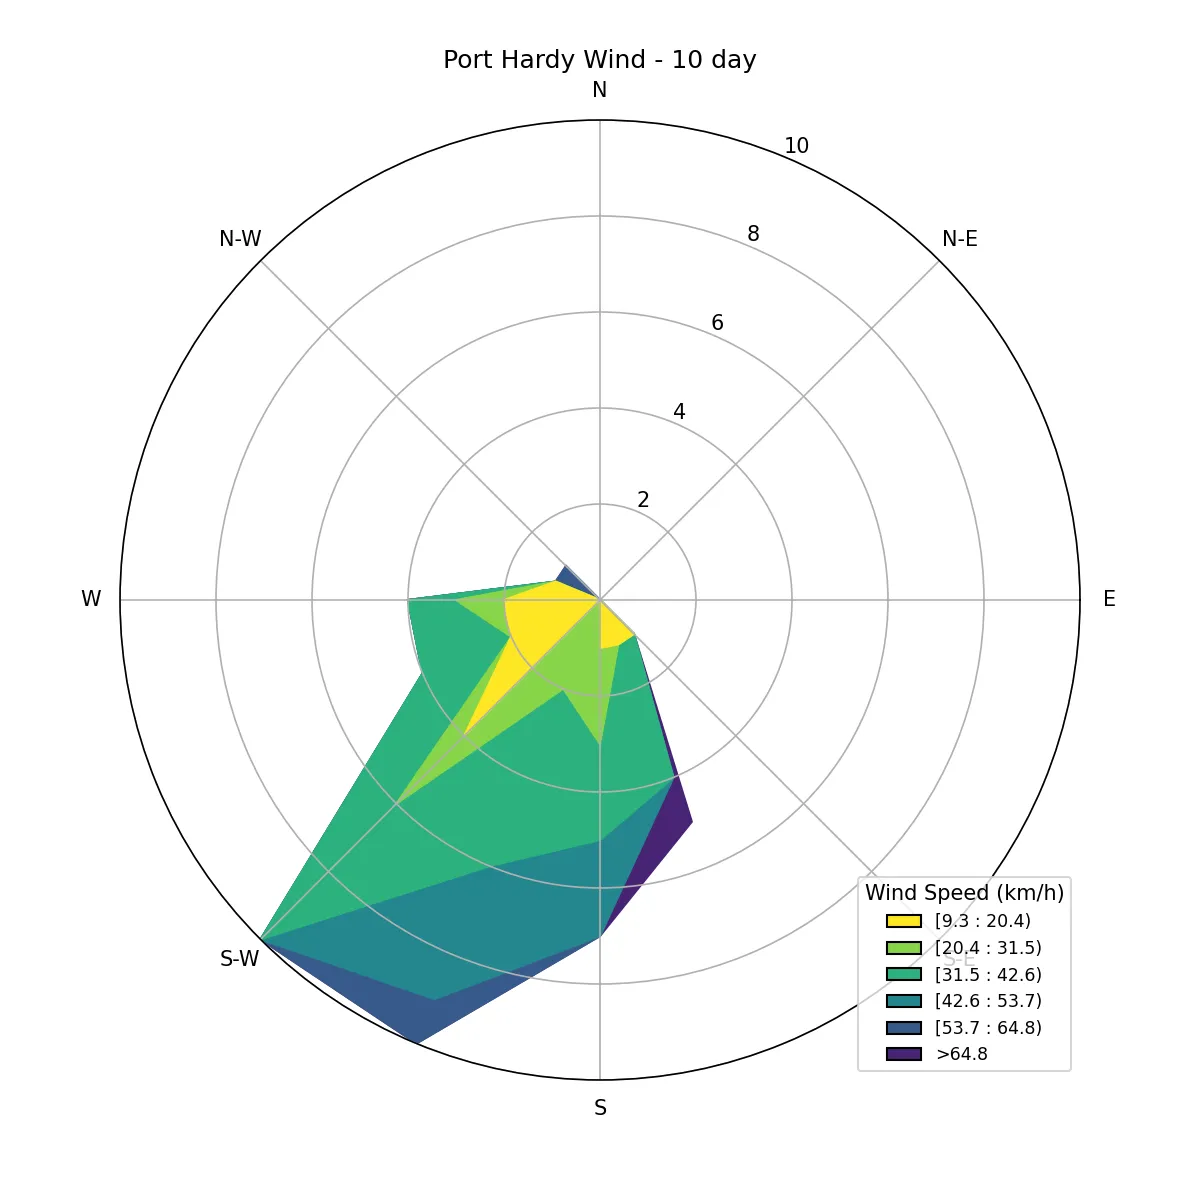 Port Hardy Wind - 10 day
N
10
N-W
N-E
8
6
4
2
W
E
Wind Speed (km/h)
[9.3 : 20.4)
[20.4 : 31.5)
S-W
S-E
[31.5 : 42.6)
[42.6 : 53.7)
[53.7 : 64.8)
>64.8
S